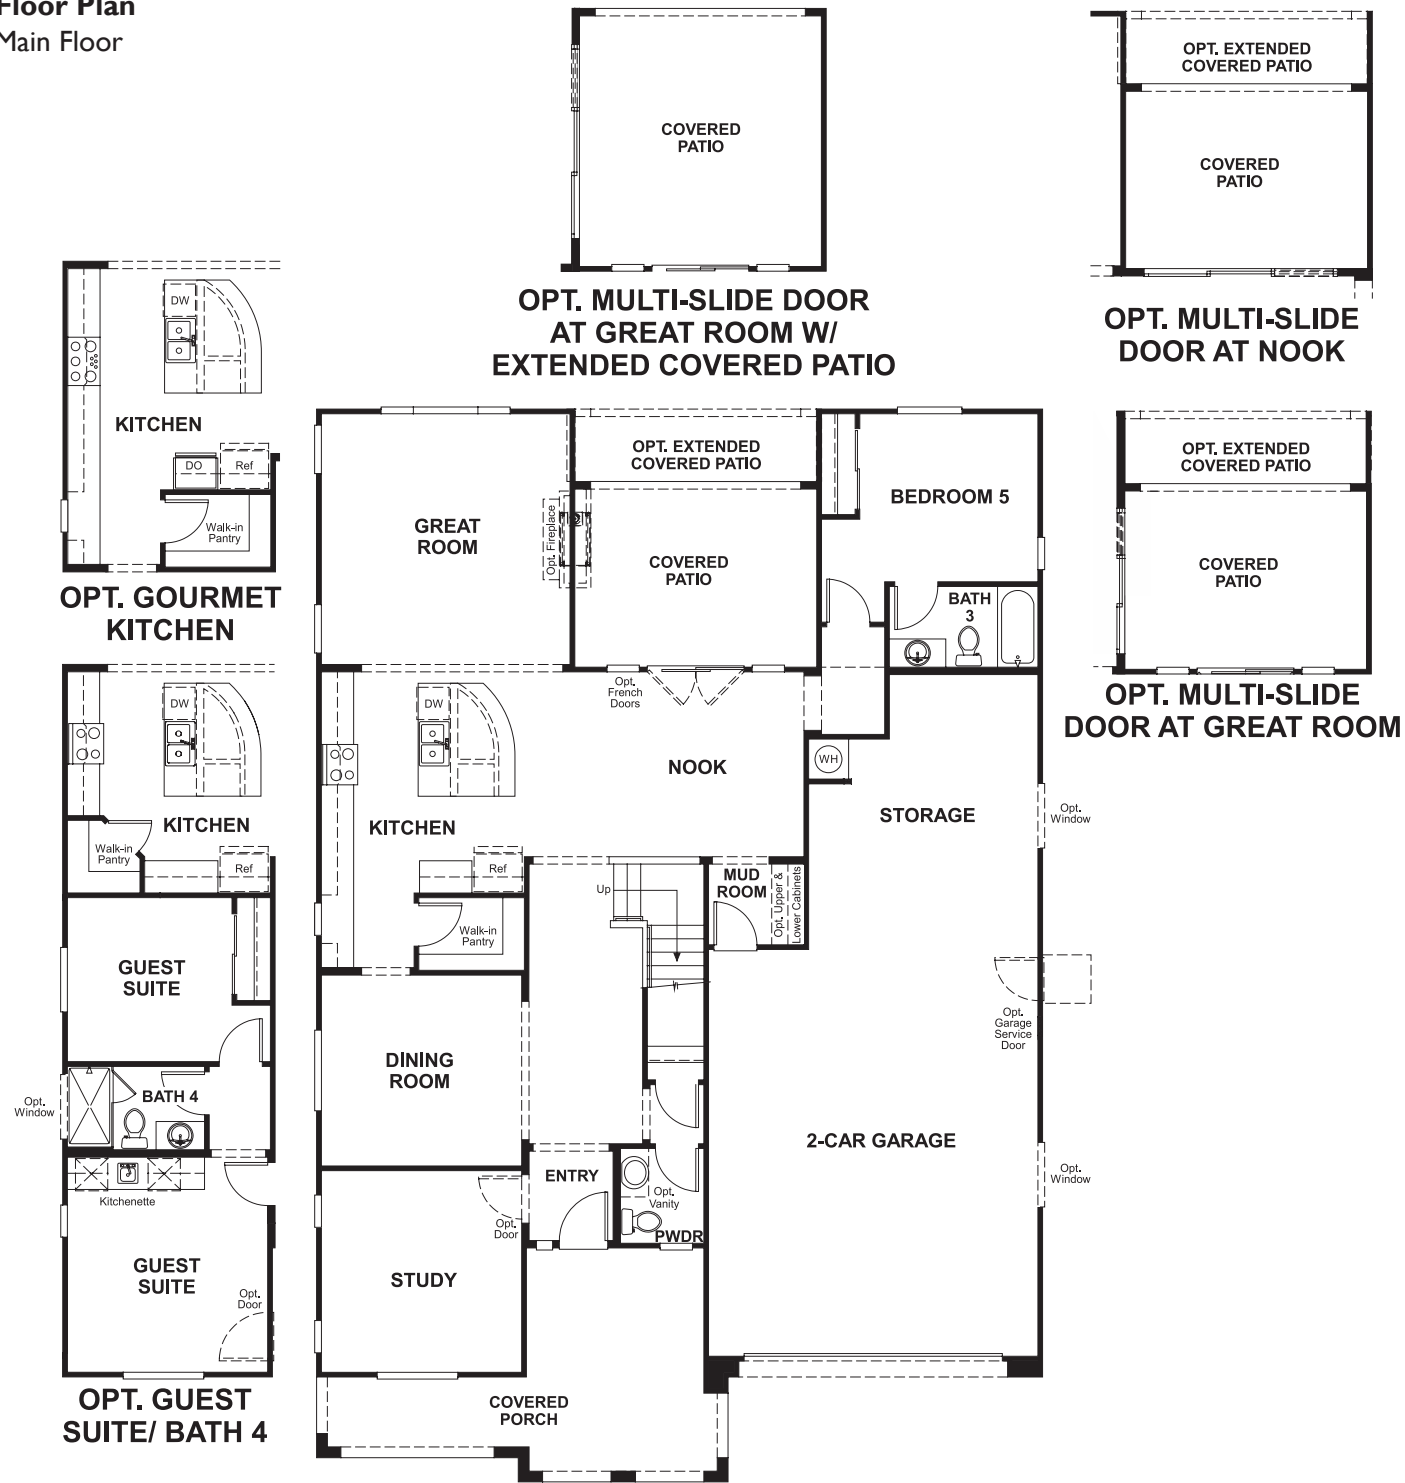 Floor Plan
Main Floor
COVERED
PATIO
OPT. MULTI-SLIDE DOOR
AT GREAT ROOM W/
EXTENDED COVERED PATIO
OPT. EXTENDED
COVERED PATIO
COVERED
PATIO
OPT. MULTI-SLIDE
DOOR AT NOOK
DW
KITCHEN
DO
Ref
Walk-in
Pantry
OPT. GOURMET
KITCHEN
GREAT
ROOM
Opt. Fireplace
OPT. EXTENDED
COVERED PATIO
COVERED
PATIO
BEDROOM 5
BATH
3
OPT. EXTENDED
COVERED PATIO
COVERED
PATIO
OPT. MULTI-SLIDE
DOOR AT GREAT ROOM
DW
KITCHEN
Walk-in
Pantry
Ref
GUEST
SUITE
BATH 4
Opt.
Window
Kitchenette
GUEST
SUITE
Opt.
Door
OPT. GUEST
SUITE/ BATH 4
DW
KITCHEN
Ref
Walk-in
Pantry
Opt.
French
Doors
NOOK
WH
STORAGE
Opt.
Window
Up
MUD
ROOM
Opt. Upper &
Lower Cabinets
DINING
ROOM
Opt.
Garage
Service
Door
2-CAR GARAGE
Opt.
Window
ENTRY
Opt.
Door
Opt.
Vanity
PWDR
STUDY
COVERED
PORCH